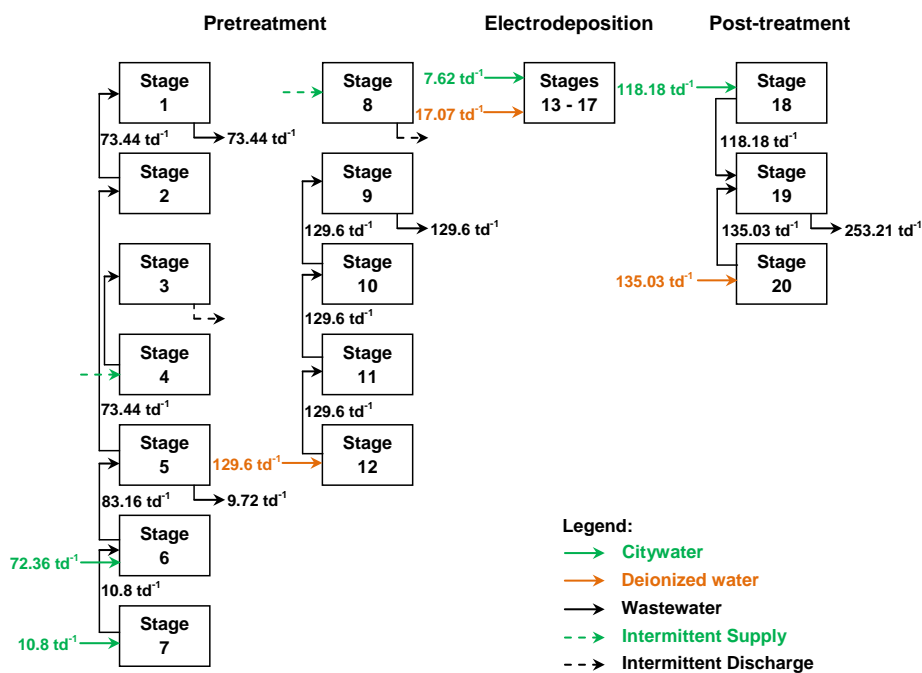 Pretreatment
Electrodeposition
Post-treatment
Stage
1
73.44 td⁻¹
73.44 td⁻¹
Stage
2
Stage
3
Stage
4
73.44 td⁻¹
Stage
5
9.72 td⁻¹
83.16 td⁻¹
Stage
6
72.36 td⁻¹
10.8 td⁻¹
Stage
7
10.8 td⁻¹
Stage
8
Stage
9
129.6 td⁻¹
129.6 td⁻¹
Stage
10
129.6 td⁻¹
Stage
11
129.6 td⁻¹
Stage
12
129.6 td⁻¹
7.62 td⁻¹
17.07 td⁻¹
Stages
13 - 17
118.18 td⁻¹
Stage
18
118.18 td⁻¹
Stage
19
135.03 td⁻¹
253.21 td⁻¹
Stage
20
135.03 td⁻¹
Legend:
Citywater
Deionized water
Wastewater
Intermittent Supply
Intermittent Discharge